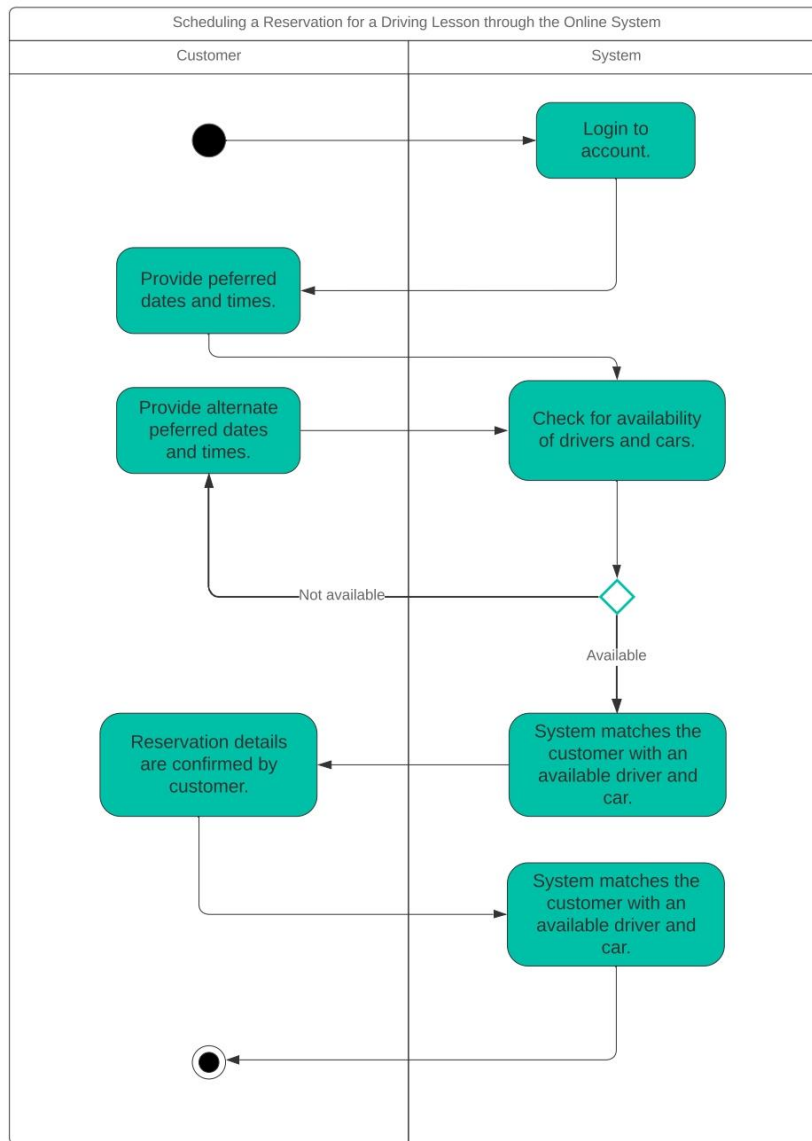 Scheduling a Reservation for a Driving Lesson through the Online System
Customer
System
Login to
account.
Provide peferred
dates and times.
Provide alternate
peferred dates
and times.
Check for availability
of drivers and cars.
Not available
Available
Reservation details
are confirmed by
customer.
System matches the
customer with an
available driver and
car.
System matches the
customer with an
available driver and
car.